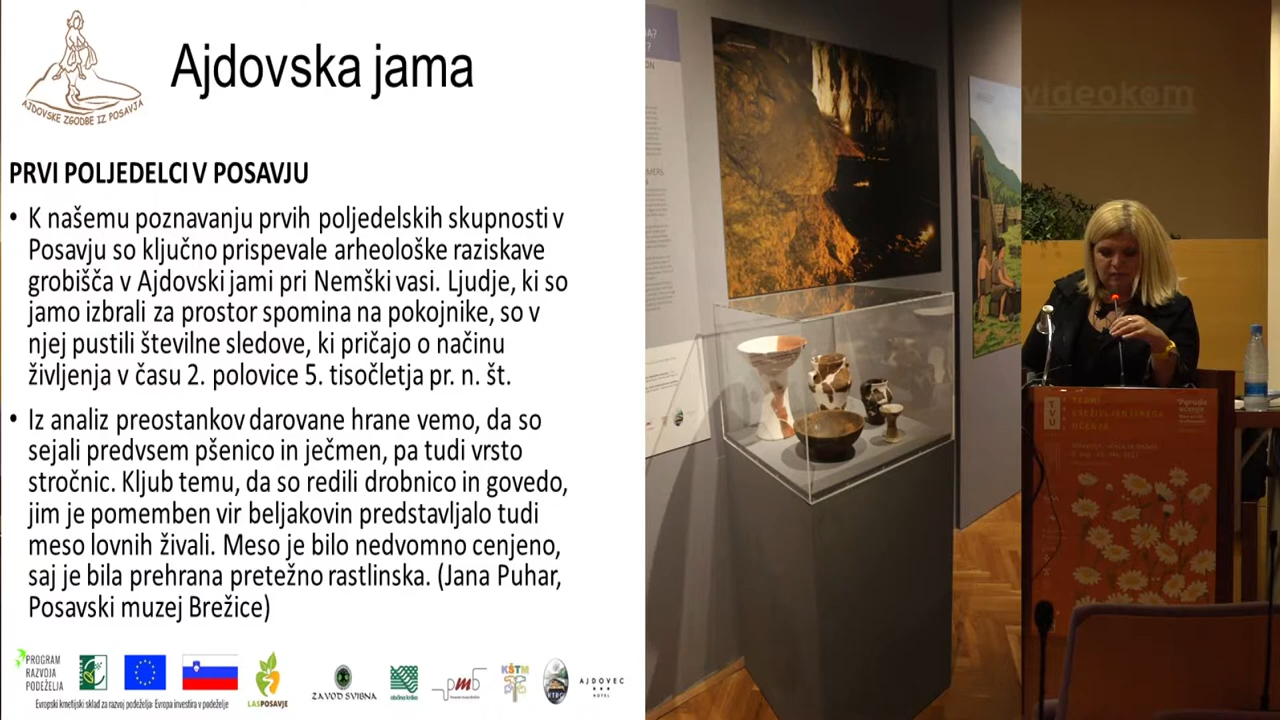 Ajdovska jama
AJDOVSKE ZGODBE IZ POSAVJA
PRVI POLJEDELCI V POSAVJU
• K našemu poznavanju prvih poljedelskih skupnosti v
Posavju so ključno prispevale arheološke raziskave
grobišča v Ajdovski jami pri Nemški vasi. Ljudje, ki so
jamo izbrali za prostor spomina na pokojnike, so v
njej pustili številne sledove, ki pričajo o načinu
življenja v času 2. polovice 5. tisočletja pr. n. št.
• Iz analiz preostankov darovane hrane vemo, da so
sejali predvsem pšenico in ječmen, pa tudi vrsto
stročnic. Kljub temu, da so redili drobnico in govedo,
jim je pomemben vir beljakovin predstavljalo tudi
meso lovnih živali. Meso je bilo nedvomno cenjeno,
saj je bila prehrana pretežno rastlinska. (Jana Puhar,
Posavski muzej Brežice)
PROGRAM
RAZVOJA
PODEŽELJA
Evropski kmetijski sklad za razvoj podeželja: Evropa investira v podeželje
LAS POSAVJE
ZAVOD SVIBNA
občina krško
pmb
KŠTM
AJDOVEC
HOTEL
videokom
TVU
TEDNI
VSEŽIVLJENJSKEGA
UČENJA